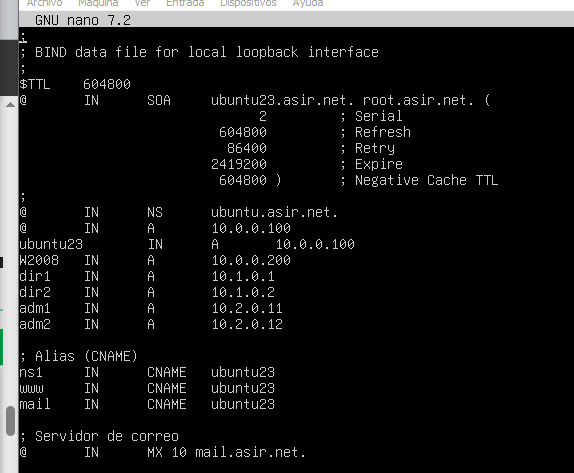 Archivo Máquina Ver Entrada Dispositivos Ayuda
GNU nano 7.2
;
; BIND data file for local loopback interface
;
$TTL 604800
@ IN SOA ubuntu23.asir.net. root.asir.net. (
2 ; Serial
604800 ; Refresh
86400 ; Retry
2419200 ; Expire
604800 ) ; Negative Cache TTL
;
@ IN NS ubuntu.asir.net.
@ IN A 10.0.0.100
ubuntu23 IN A 10.0.0.100
W2008 IN A 10.0.0.200
dir1 IN A 10.1.0.1
dir2 IN A 10.1.0.2
adm1 IN A 10.2.0.11
adm2 IN A 10.2.0.12
; Alias (CNAME)
ns1 IN CNAME ubuntu23
www IN CNAME ubuntu23
mail IN CNAME ubuntu23
; Servidor de correo
@ IN MX 10 mail.asir.net.